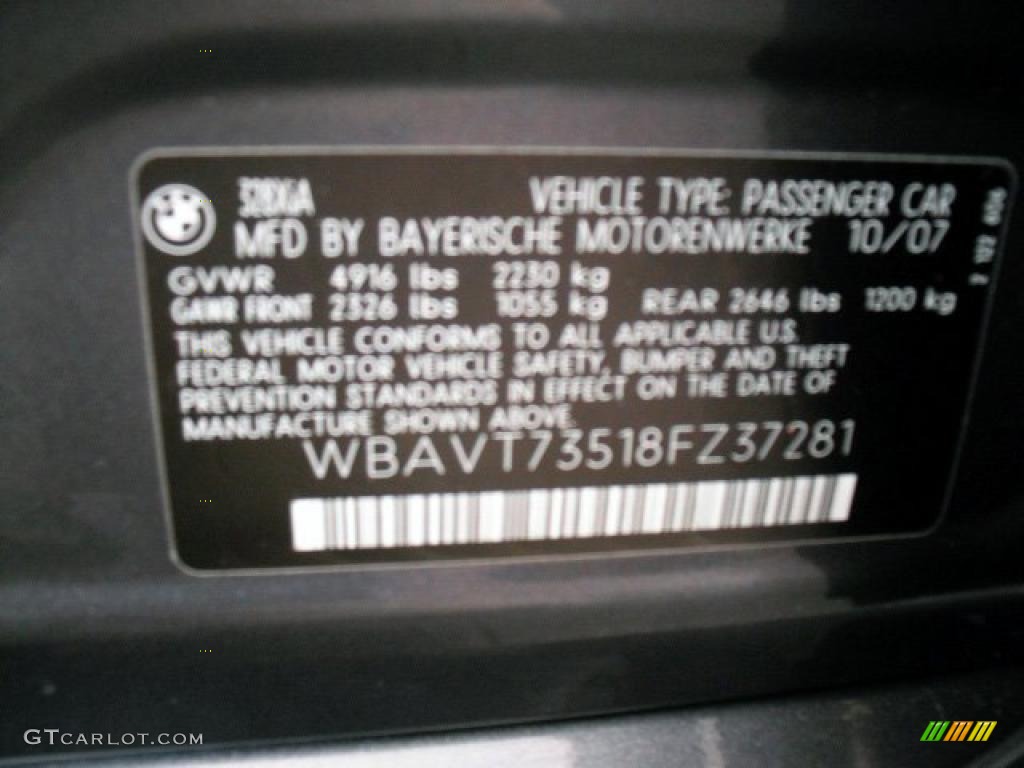 328XiA VEHICLE TYPE: PASSENGER CAR
MFD BY BAYERISCHE MOTORENWERKE 10/07
GVWR 4916 lbs 2230 kg
GAWR FRONT 2326 lbs 1055 kg REAR 2646 lbs 1200 kg
THIS VEHICLE CONFORMS TO ALL APPLICABLE U.S.
FEDERAL MOTOR VEHICLE SAFETY, BUMPER AND THEFT
PREVENTION STANDARDS IN EFFECT ON THE DATE OF
MANUFACTURE SHOWN ABOVE.
WBAVT73518FZ37281
GTCARLOT.COM